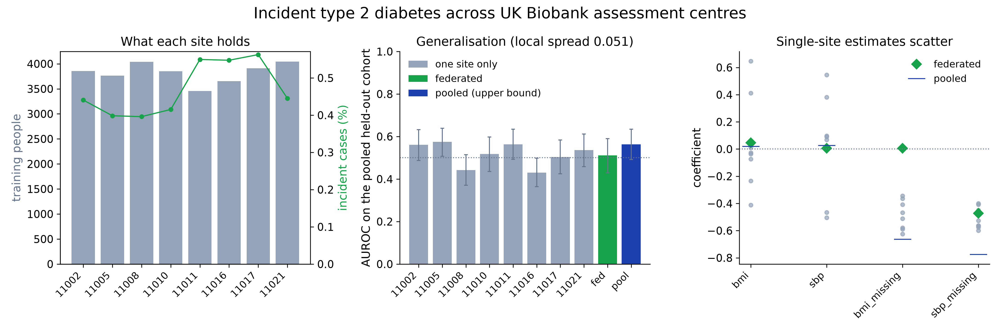 Incident type 2 diabetes across UK Biobank assessment centres
What each site holds
training people
4000
3500
3000
2500
2000
1500
1000
500
0
0.5
0.4
0.3
0.2
0.1
0.0
incident cases (%)
11002
11005
11008
11010
11011
11016
11017
11021
Generalisation (local spread 0.051)
AUROC on the pooled held-out cohort
1.0
0.8
0.6
0.4
0.2
0.0
one site only
federated
pooled (upper bound)
11002
11005
11008
11010
11011
11016
11017
11021
fed
pool
Single-site estimates scatter
coefficient
0.6
0.4
0.2
0.0
−0.2
−0.4
−0.6
−0.8
federated
pooled
bmi
sbp
bmi_missing
sbp_missing